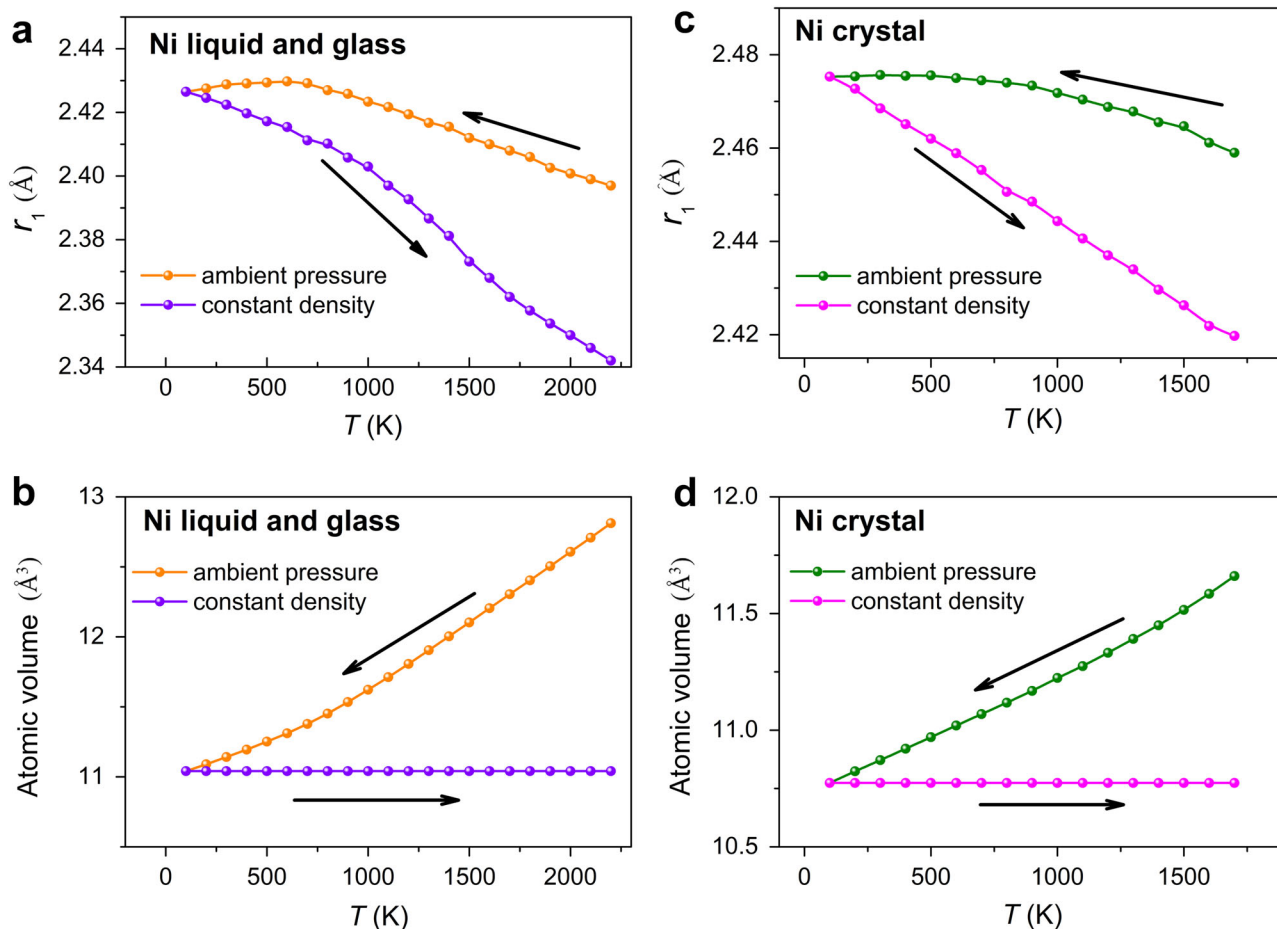 a
Ni liquid and glass
2.44
2.42
2.40
2.38
2.36
2.34
r₁ (Å)
ambient pressure
constant density
0
500
1000
1500
2000
T (K)
c
Ni crystal
2.48
2.46
2.44
2.42
r₁ (Å)
ambient pressure
constant density
0
500
1000
1500
T (K)
b
Ni liquid and glass
13
12
11
Atomic volume (Å³)
ambient pressure
constant density
0
500
1000
1500
2000
T (K)
d
Ni crystal
12.0
11.5
11.0
10.5
Atomic volume (Å³)
ambient pressure
constant density
0
500
1000
1500
T (K)